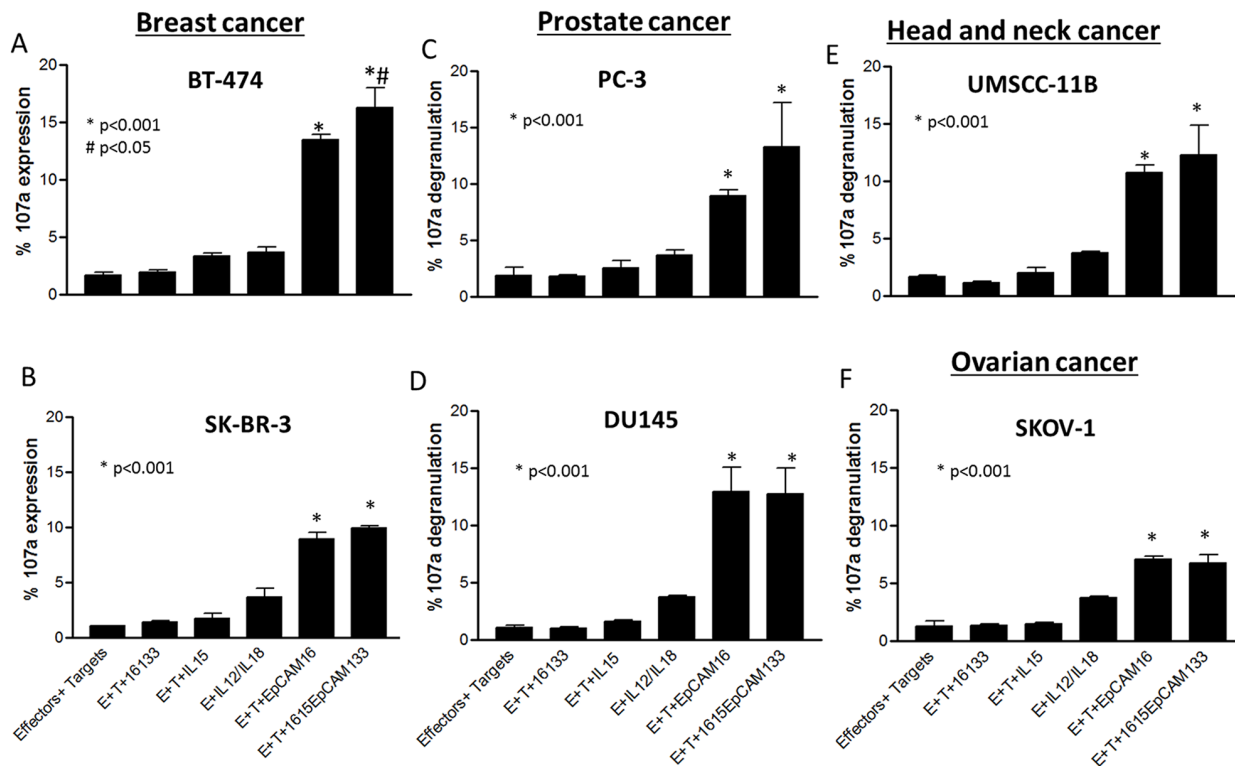 Breast cancer
A
BT-474
* p<0.001
# p<0.05
% 107a expression
20
15
10
5
0
*
*#
B
SK-BR-3
* p<0.001
% 107a expression
20
15
10
5
0
*
*
Effectors+ Targets
E+T+16133
E+T+IL15
E+IL12/IL18
E+T+EpCAM16
E+T+1615EpCAM133
Prostate cancer
C
PC-3
* p<0.001
% 107a degranulation
20
15
10
5
0
*
*
D
DU145
* p<0.001
% 107a degranulation
20
15
10
5
0
*
*
Effectors+ Targets
E+T+16133
E+T+IL15
E+IL12/IL18
E+T+EpCAM16
E+T+1615EpCAM133
Head and neck cancer
E
UMSCC-11B
* p<0.001
% 107a degranulation
20
15
10
5
0
*
*
Ovarian cancer
F
SKOV-1
* p<0.001
% 107a degranulation
20
15
10
5
0
*
*
Effectors+ Targets
E+T+16133
E+T+IL15
E+IL12/IL18
E+T+EpCAM16
E+T+1615EpCAM133